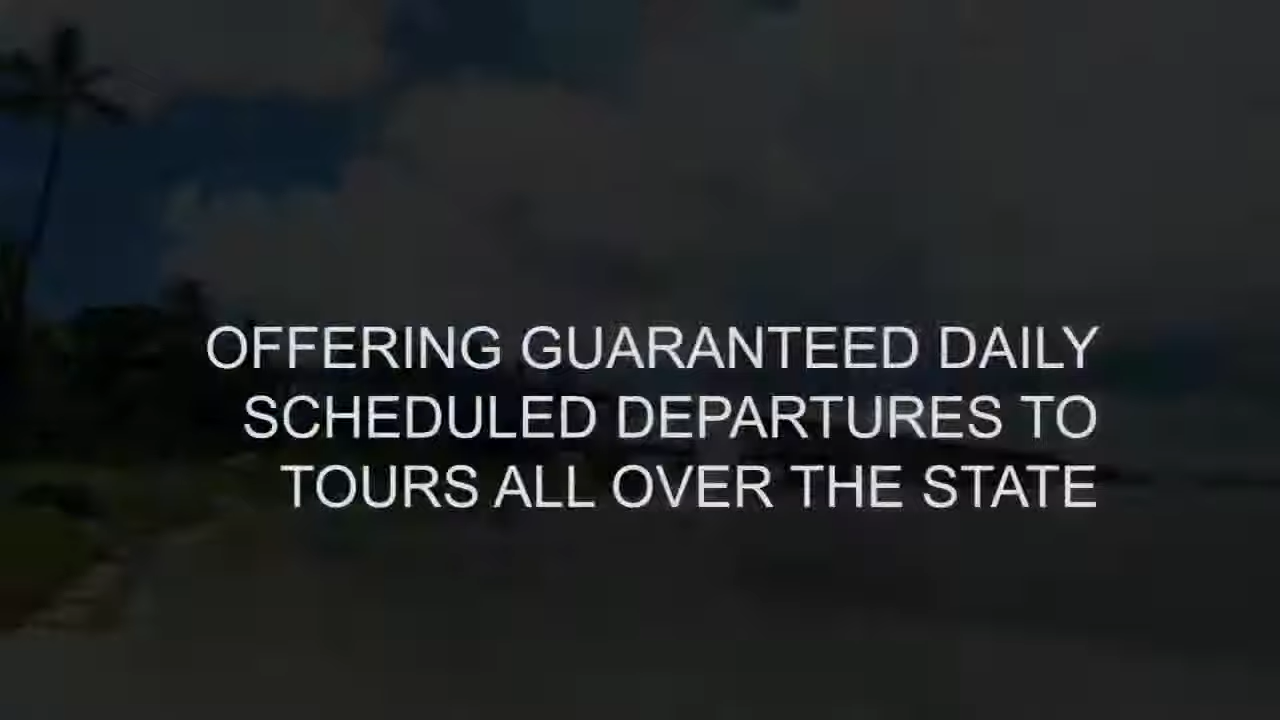 OFFERING GUARANTEED DAILY
SCHEDULED DEPARTURES TO
TOURS ALL OVER THE STATE